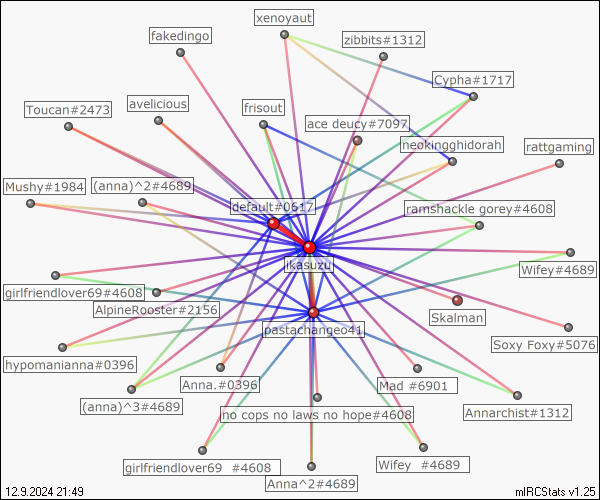 xenoyaut
fakedingo
zibbits#1312
Cypha#1717
Toucan#2473
avelicious
frisout
ace deucy#7097
neokingghidorah
rattgaming
Mushy#1984
(anna)^2#4689
default#0617
ramshackle gorey#4608
ikasuzu
Wifey#4689
girlfriendlover69#4608
AlpineRooster#2156
Skalman
pastachangeo41
Soxy Foxy#5076
hypomanianna#0396
Anna.#0396
Mad #6901
(anna)^3#4689
no cops no laws no hope#4608
Annarchist#1312
girlfriendlover69 #4608
Wifey #4689
Anna^2#4689
12.9.2024 21:49
mIRCStats v1.25